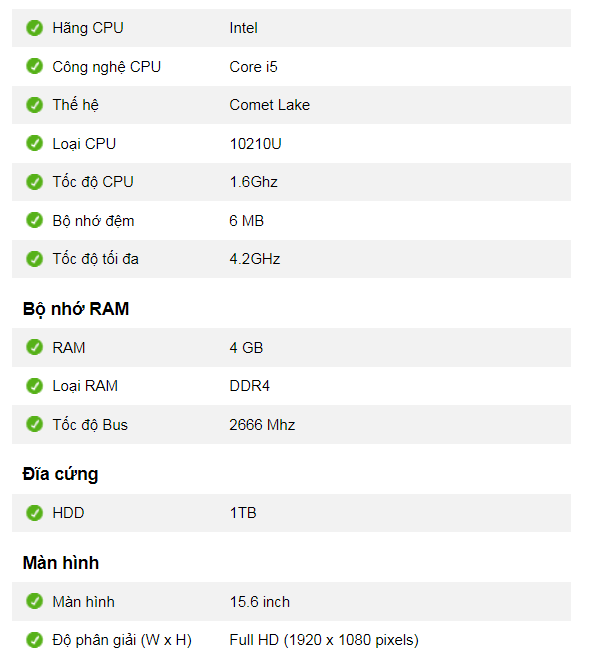 Hãng CPU Intel
Công nghệ CPU Core i5
Thế hệ Comet Lake
Loại CPU 10210U
Tốc độ CPU 1.6Ghz
Bộ nhớ đệm 6 MB
Tốc độ tối đa 4.2GHz
Bộ nhớ RAM
RAM 4 GB
Loại RAM DDR4
Tốc độ Bus 2666 Mhz
Đĩa cứng
HDD 1TB
Màn hình
Màn hình 15.6 inch
Độ phân giải (W x H) Full HD (1920 x 1080 pixels)